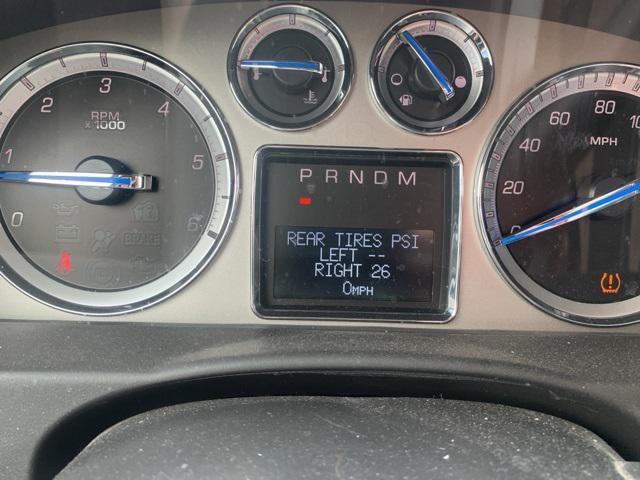 0
1
2
3
4
5
6
RPM
x1000
P R N D M
REAR TIRES PSI
LEFT --
RIGHT 26
0MPH
0
20
40
60
80
MPH
BRAKE